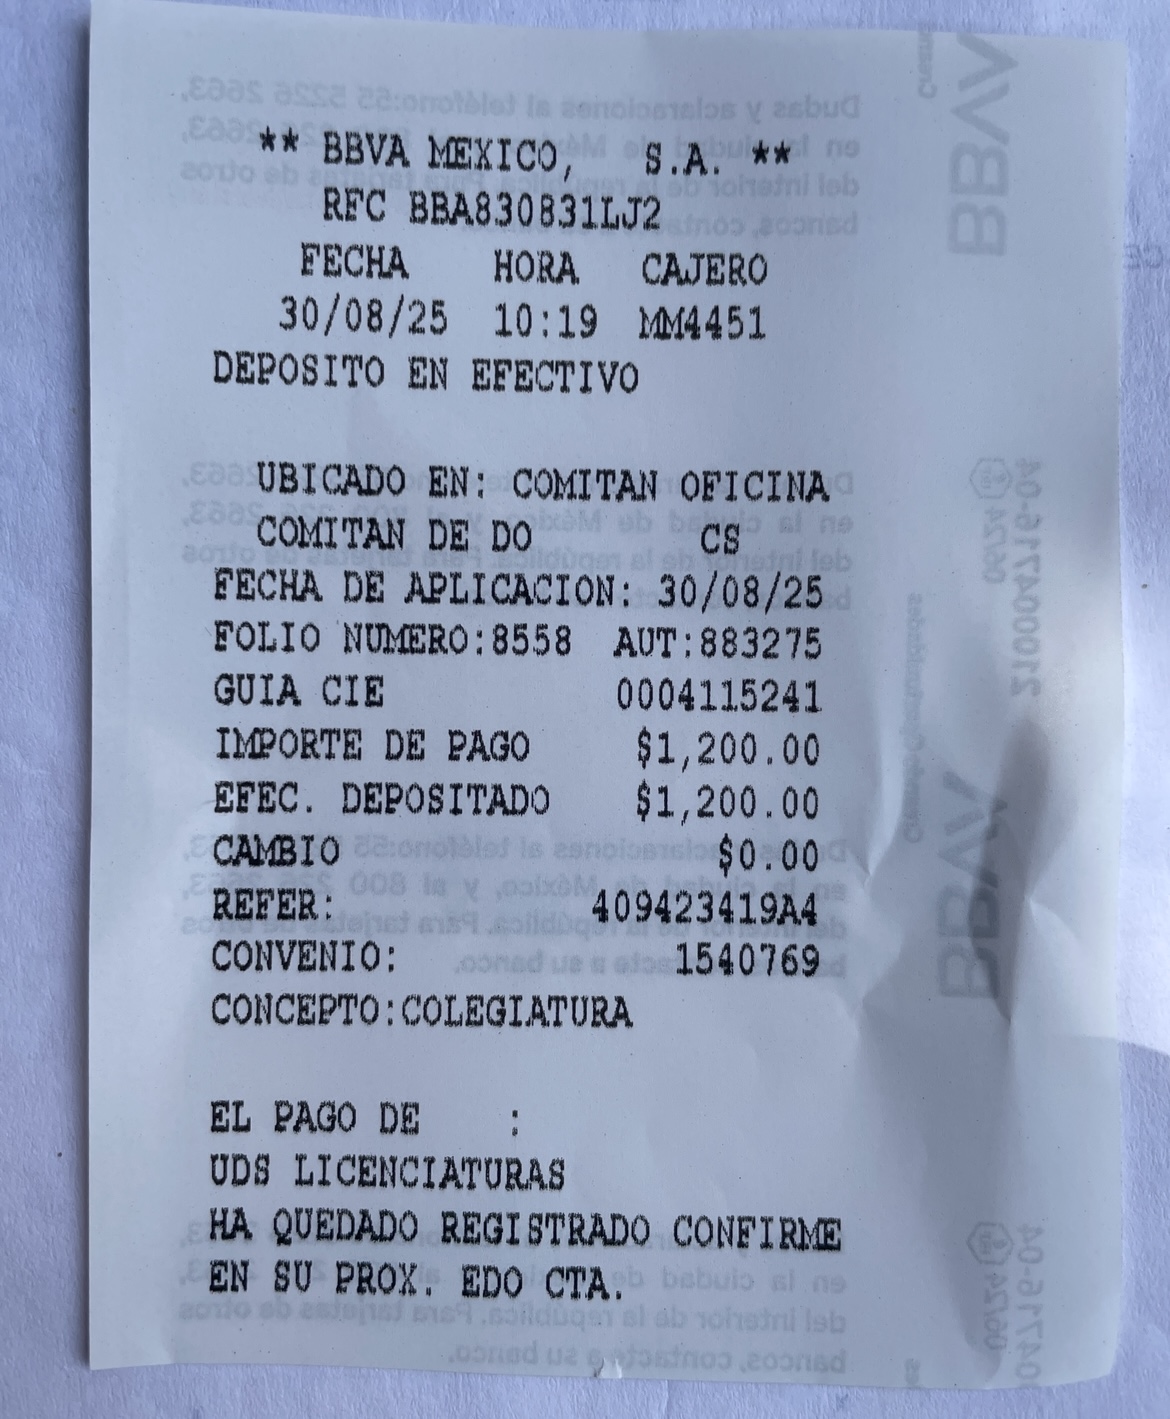 ** BBVA MEXICO, S.A. **
RFC BBA830831LJ2
FECHA HORA CAJERO
30/08/25 10:19 MM4451
DEPOSITO EN EFECTIVO
UBICADO EN: COMITAN OFICINA
COMITAN DE DO CS
FECHA DE APLICACION: 30/08/25
FOLIO NUMERO:8558 AUT:883275
GUIA CIE 0004115241
IMPORTE DE PAGO $1,200.00
EFEC. DEPOSITADO $1,200.00
CAMBIO $0.00
REFER: 409423419A4
CONVENIO: 1540769
CONCEPTO:COLEGIATURA
EL PAGO DE :
UDS LICENCIATURAS
HA QUEDADO REGISTRADO CONFIRME
EN SU PROX. EDO CTA.